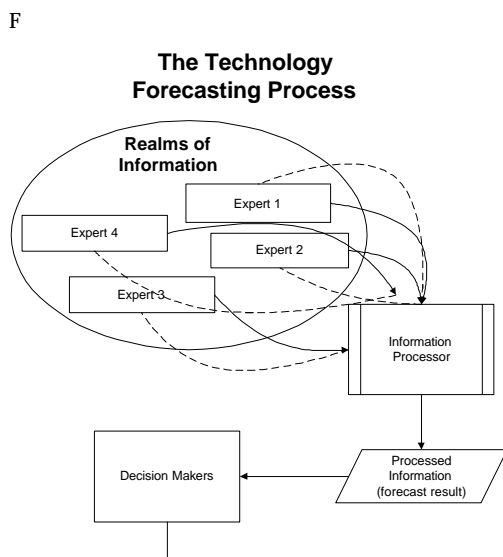 F
The Technology
Forecasting Process
Realms of
Information
Expert 1
Expert 4
Expert 2
Expert 3
Information
Processor
Processed
Information
(forecast result)
Decision Makers